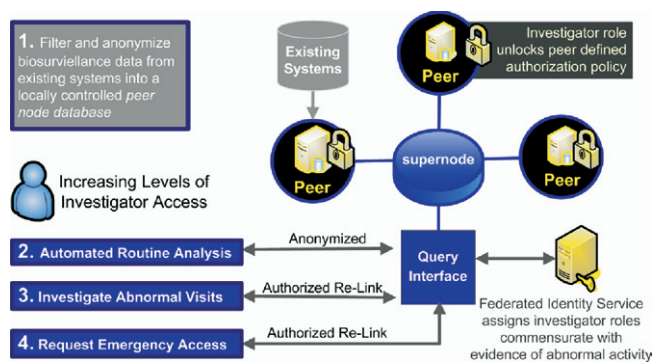 1. Filter and anonymize
biosurvellance data from
existing systems into a
locally controlled peer
node database
Existing
Systems
Peer
Investigator role
unlocks peer defined
authorization policy
Peer
supernode
Peer
Increasing Levels of
Investigator Access
2. Automated Routine Analysis
Anonymized
3. Investigate Abnormal Visits
Authorized Re-Link
4. Request Emergency Access
Authorized Re-Link
Query
Interface
Federated Identity Service
assigns investigator roles
commensurate with
evidence of abnormal activity